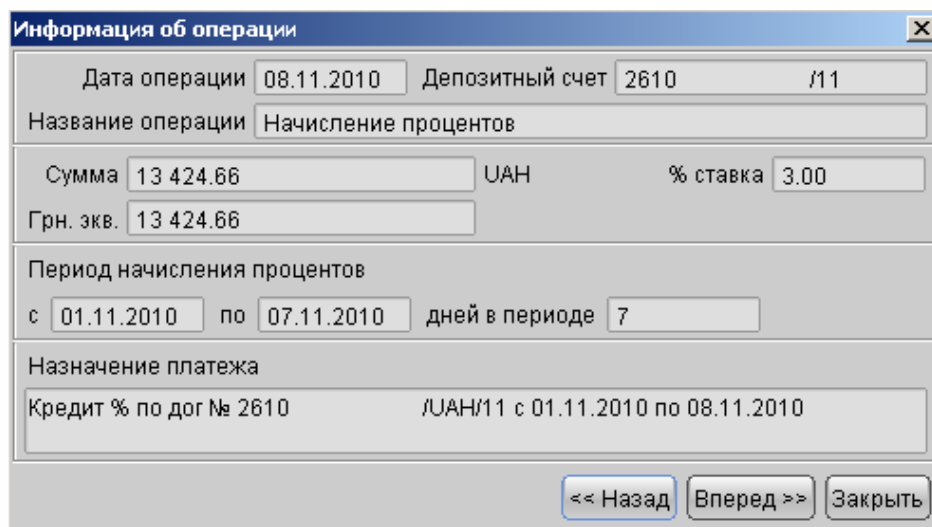 Информация об операции
Дата операции 08.11.2010 Депозитный счет 2610 /11
Название операции Начисление процентов
Сумма 13 424.66 UAH % ставка 3.00
Грн. экв. 13 424.66
Период начисления процентов
с 01.11.2010 по 07.11.2010 дней в периоде 7
Назначение платежа
Кредит % по дог № 2610 /UAH/11 с 01.11.2010 по 08.11.2010
<< Назад Вперед >> Закрыть